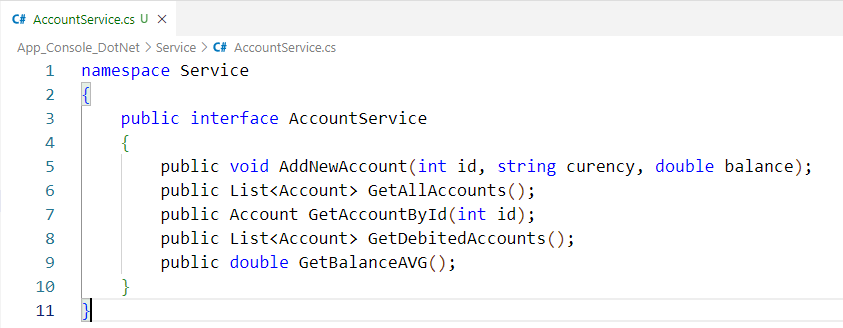 C# AccountService.cs U ×
App_Console_DotNet > Service > C# AccountService.cs
1 namespace Service
2 {
3     public interface AccountService
4     {
5         public void AddNewAccount(int id, string curency, double balance);
6         public List<Account> GetAllAccounts();
7         public Account GetAccountById(int id);
8         public List<Account> GetDebitedAccounts();
9         public double GetBalanceAVG();
10     }
11 }